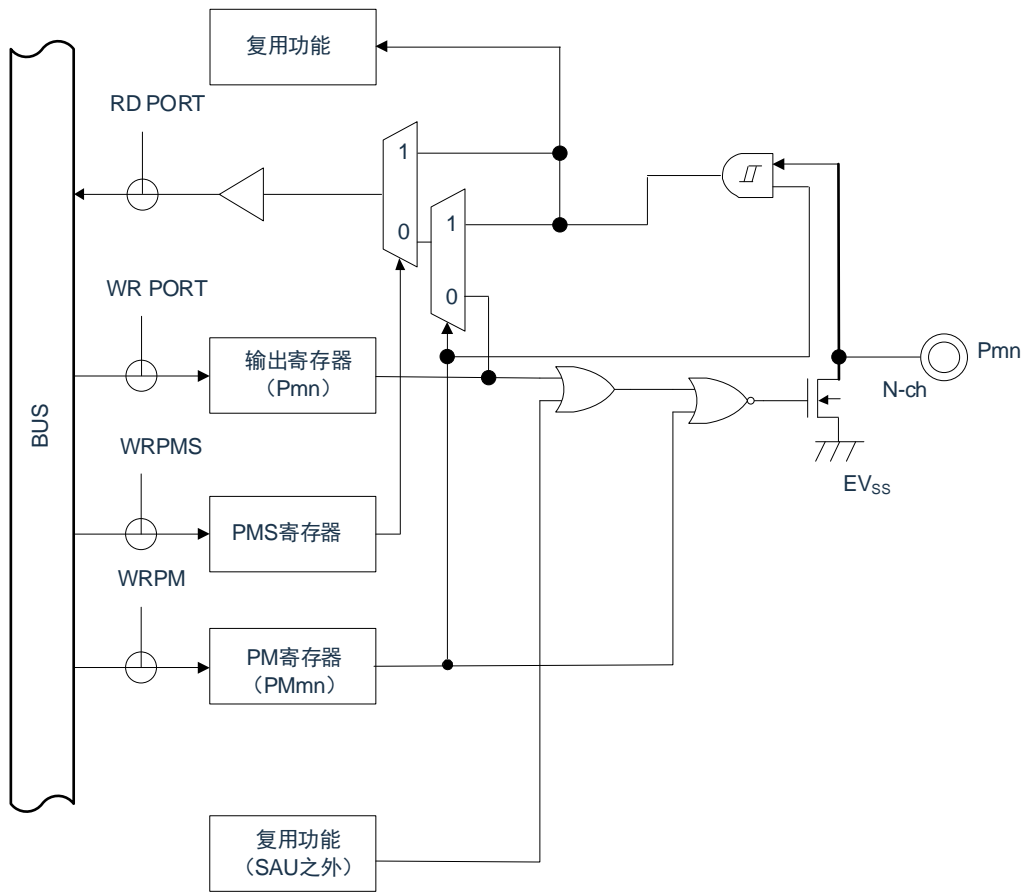 复用功能
RD PORT
1
0
1
0
WR PORT
输出寄存器
（Pmn）
Pmn
N-ch
BUS
WRPMS
EVSS
PMS寄存器
WRPM
PM寄存器
（PMmn）
复用功能
（SAU之外）